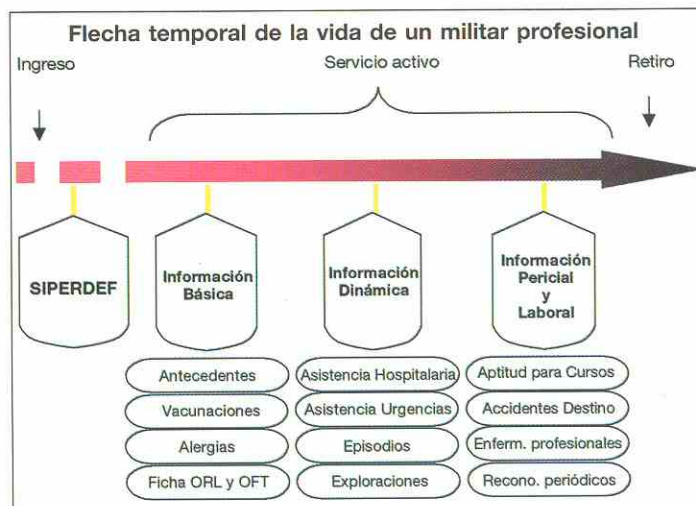 Flecha temporal de la vida de un militar profesional
Ingreso
Servicio activo
Retiro
SIPERDEF
Información
Básica
Información
Dinámica
Información
Pericial
y
Laboral
Antecedentes
Vacunaciones
Alergias
Ficha ORL y OFT
Asistencia Hospitalaria
Asistencia Urgencias
Episodios
Exploraciones
Aptitud para Cursos
Accidentes Destino
Enferm. profesionales
Recono. periódicos